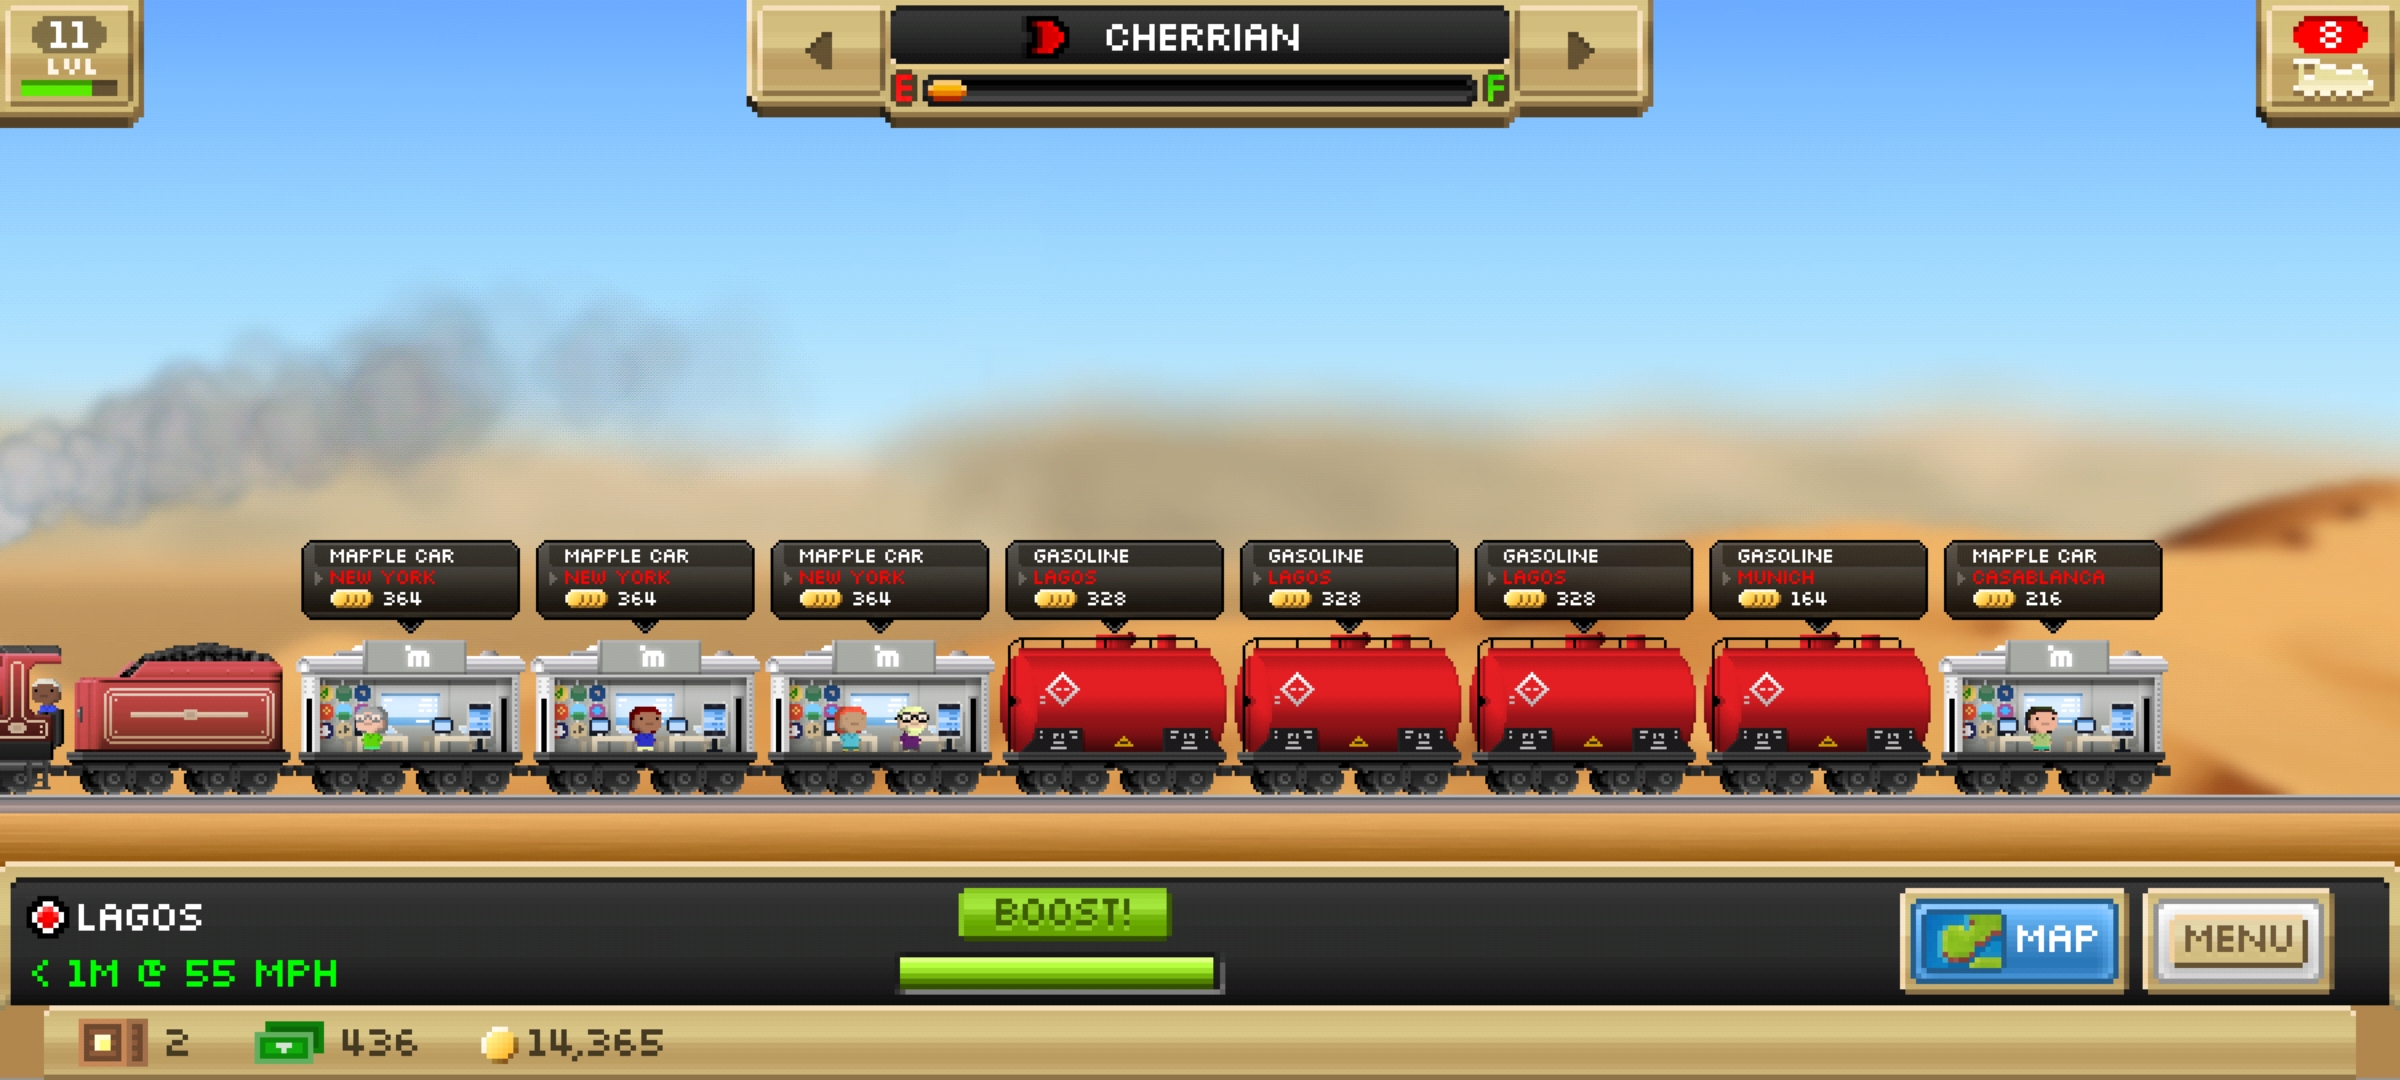 11
LVL
CHERRIAN
E
F
8
MAPPLE CAR
NEW YORK
364
MAPPLE CAR
NEW YORK
364
MAPPLE CAR
NEW YORK
364
GASOLINE
LAGOS
328
GASOLINE
LAGOS
328
GASOLINE
LAGOS
328
GASOLINE
MUNICH
164
MAPPLE CAR
CASABLANCA
216
m
m
m
m
LAGOS
< 1M @ 55 MPH
BOOST!
MAP
MENU
2
436
14,365